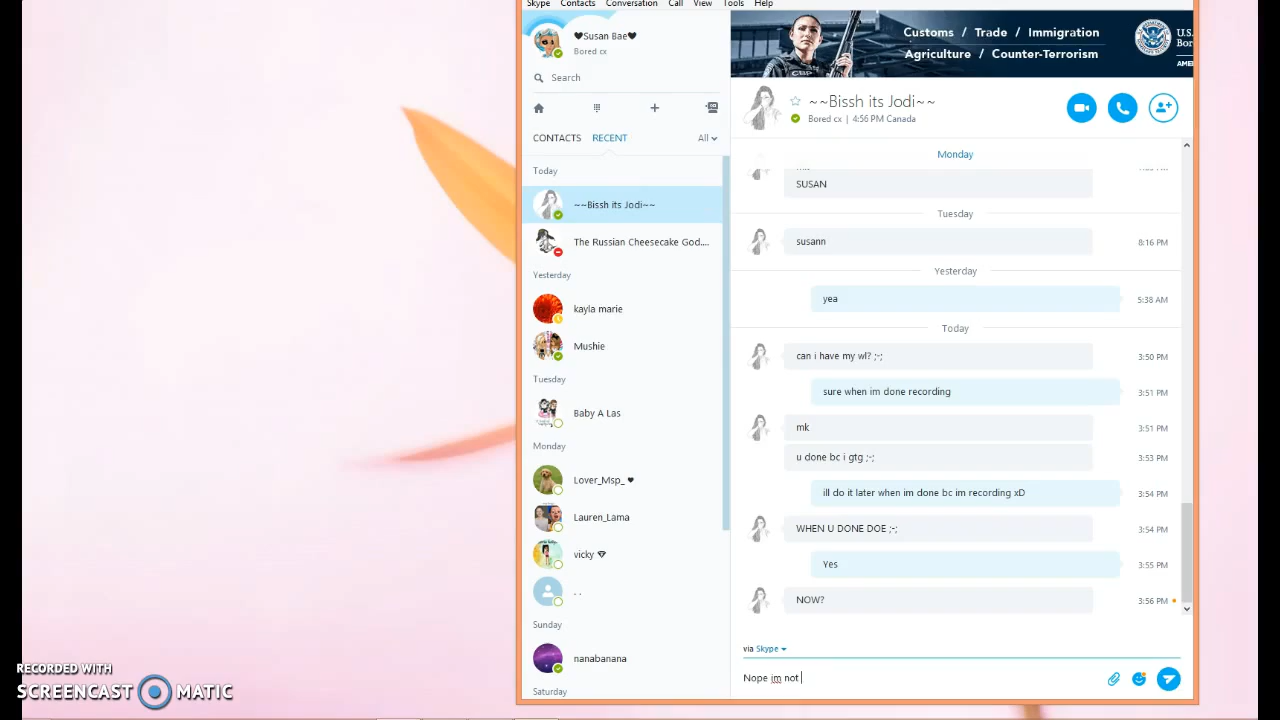 Skype Contacts Conversation Call View Help
❤Susan Bae❤
Bored cx
Search
CONTACTS RECENT All
Today
~~Bissh its Jodi~~
The Russian Cheesecake God....
Yesterday
kayla marie
Mushie
Tuesday
Baby A Las
Monday
Lover_Msp_ ♥
Lauren_Lama
vicky
. .
Sunday
nanabanana
Saturday
Customs / Trade / Immigration
Agriculture / Counter-Terrorism
CBP
U.S.
Bor
AME
~~Bissh its Jodi~~
Bored cx | 4:56 PM Canada
Monday
SUSAN
Tuesday
susann 8:16 PM
Yesterday
yea 5:38 AM
Today
can i have my wl? ;-; 3:50 PM
sure when im done recording 3:51 PM
mk 3:51 PM
u done bc i gtg ;-; 3:53 PM
ill do it later when im done bc im recording xD 3:54 PM
WHEN U DONE DOE ;-; 3:54 PM
Yes 3:55 PM
NOW? 3:56 PM
via Skype
Nope im not
RECORDED WITH
SCREENCAST MATIC